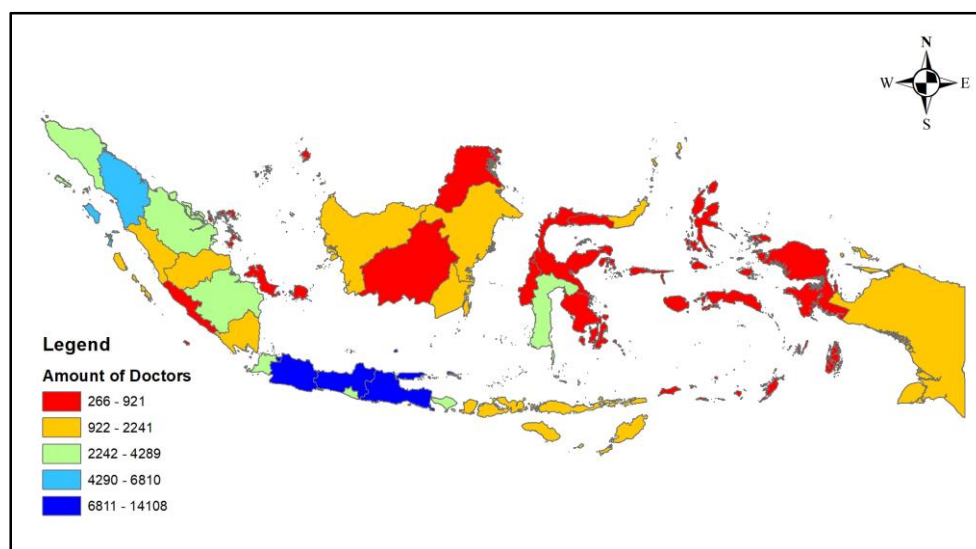 N
W E
S
Legend
Amount of Doctors
266 - 921
922 - 2241
2242 - 4289
4290 - 6810
6811 - 14108